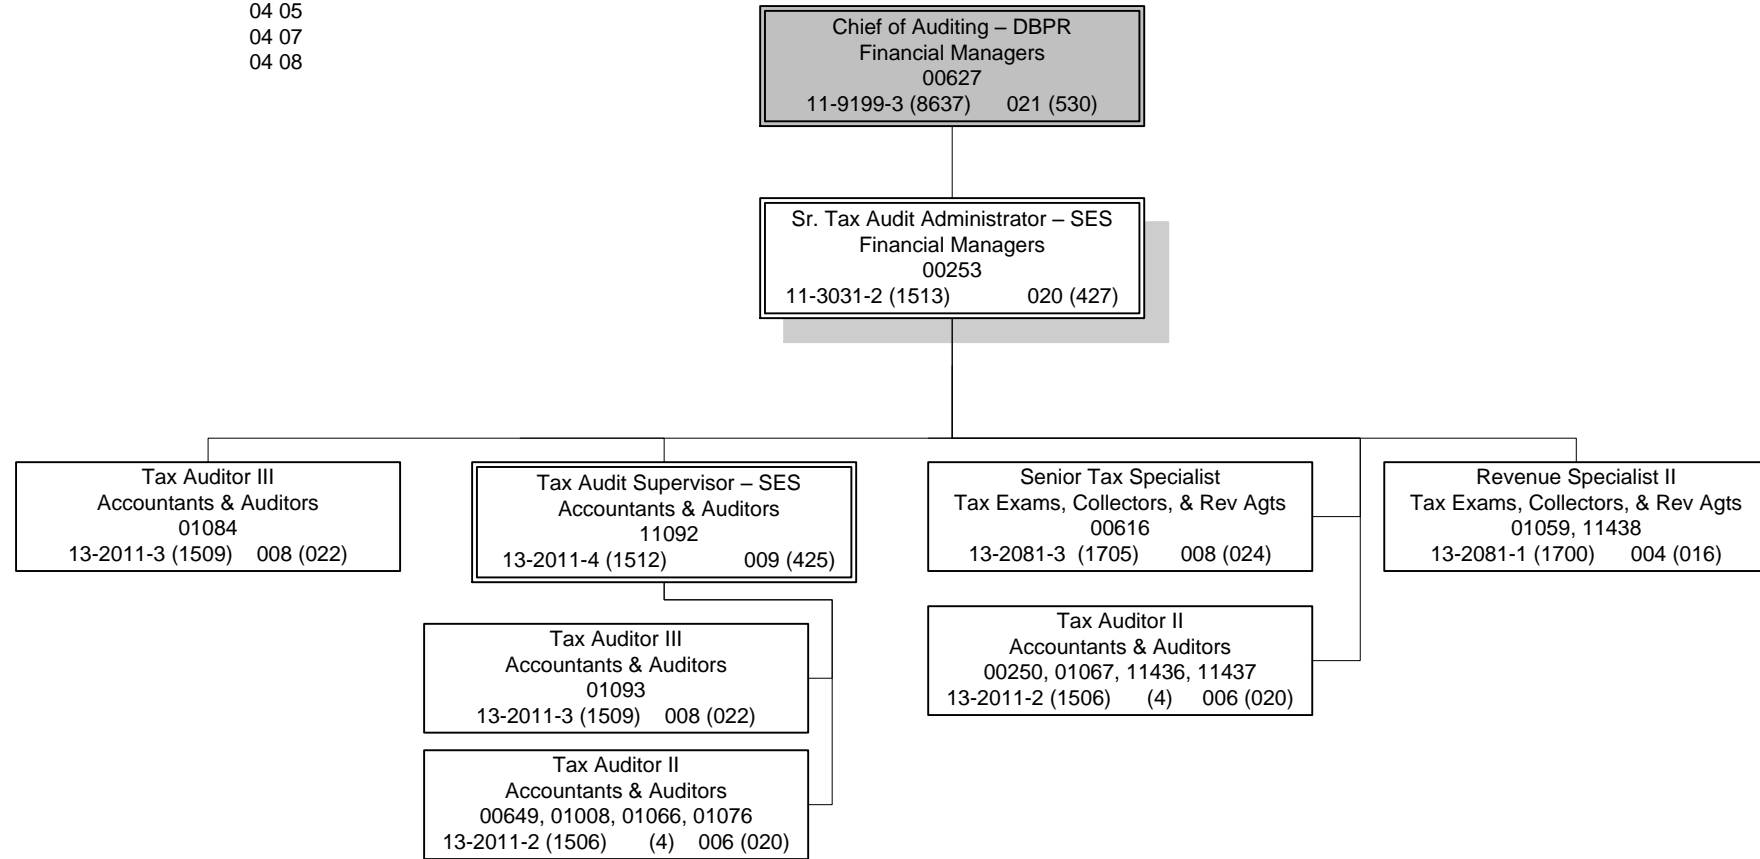 04 05
04 07
04 08
Chief of Auditing – DBPR
Financial Managers
00627
11-9199-3 (8637) 021 (530)
Sr. Tax Audit Administrator – SES
Financial Managers
00253
11-3031-2 (1513) 020 (427)
Tax Auditor III
Accountants & Auditors
01084
13-2011-3 (1509) 008 (022)
Tax Audit Supervisor – SES
Accountants & Auditors
11092
13-2011-4 (1512) 009 (425)
Senior Tax Specialist
Tax Exams, Collectors, & Rev Agts
00616
13-2081-3 (1705) 008 (024)
Revenue Specialist II
Tax Exams, Collectors, & Rev Agts
01059, 11438
13-2081-1 (1700) 004 (016)
Tax Auditor III
Accountants & Auditors
01093
13-2011-3 (1509) 008 (022)
Tax Auditor II
Accountants & Auditors
00250, 01067, 11436, 11437
13-2011-2 (1506) (4) 006 (020)
Tax Auditor II
Accountants & Auditors
00649, 01008, 01066, 01076
13-2011-2 (1506) (4) 006 (020)